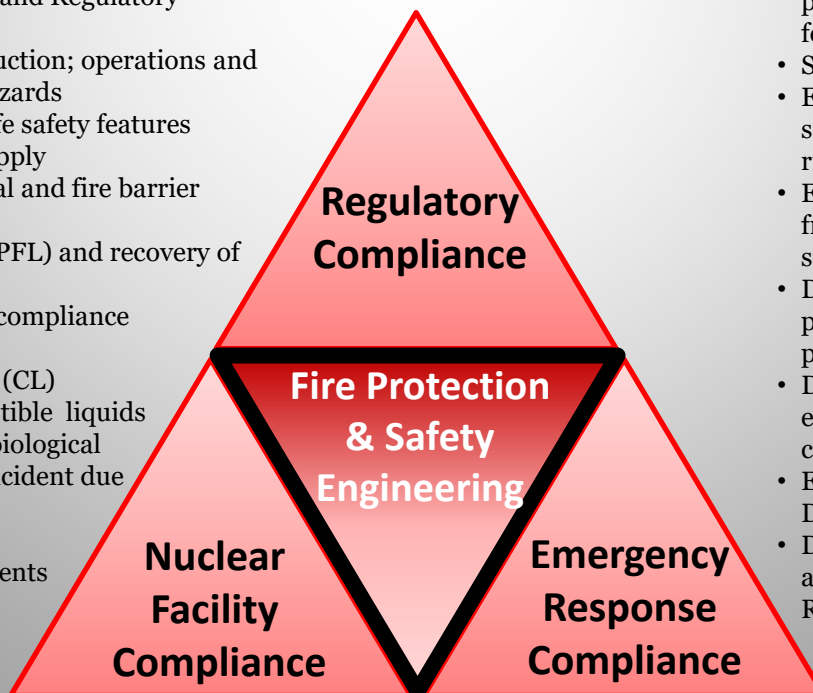 and Regulatory
uction; operations and
zards
fe safety features
pply
al and fire barrier
PFL) and recovery of
compliance
(CL)
tible liquids
biological
cident due
ents
Regulatory
Compliance
Fire Protection
& Safety
Engineering
Nuclear
Facility
Compliance
Emergency
Response
Compliance
p
fe
• S
• E
s
r
• E
fr
s
• D
p
p
• D
e
c
• E
D
• D
a
R